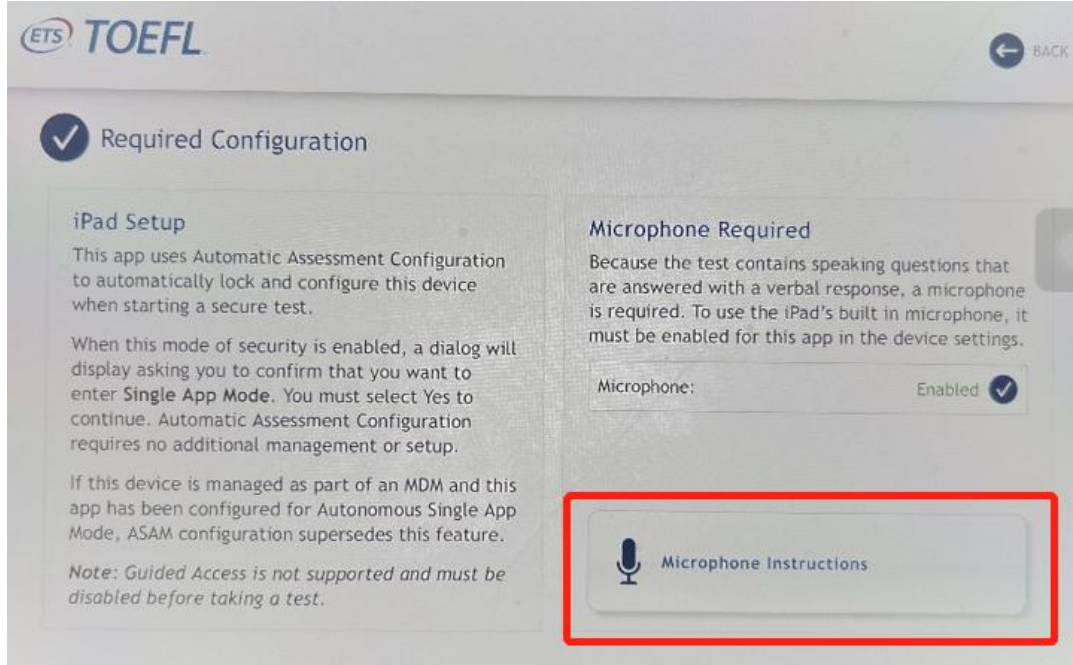 ETS TOEFL
BACK
Required Configuration
iPad Setup
This app uses Automatic Assessment Configuration
to automatically lock and configure this device
when starting a secure test.
When this mode of security is enabled, a dialog will
display asking you to confirm that you want to
enter Single App Mode. You must select Yes to
continue. Automatic Assessment Configuration
requires no additional management or setup.
If this device is managed as part of an MDM and this
app has been configured for Autonomous Single App
Mode, ASAM configuration supersedes this feature.
Note: Guided Access is not supported and must be
disabled before taking a test.
Microphone Required
Because the test contains speaking questions that
are answered with a verbal response, a microphone
is required. To use the iPad's built in microphone, it
must be enabled for this app in the device settings.
Microphone: Enabled
Microphone Instructions